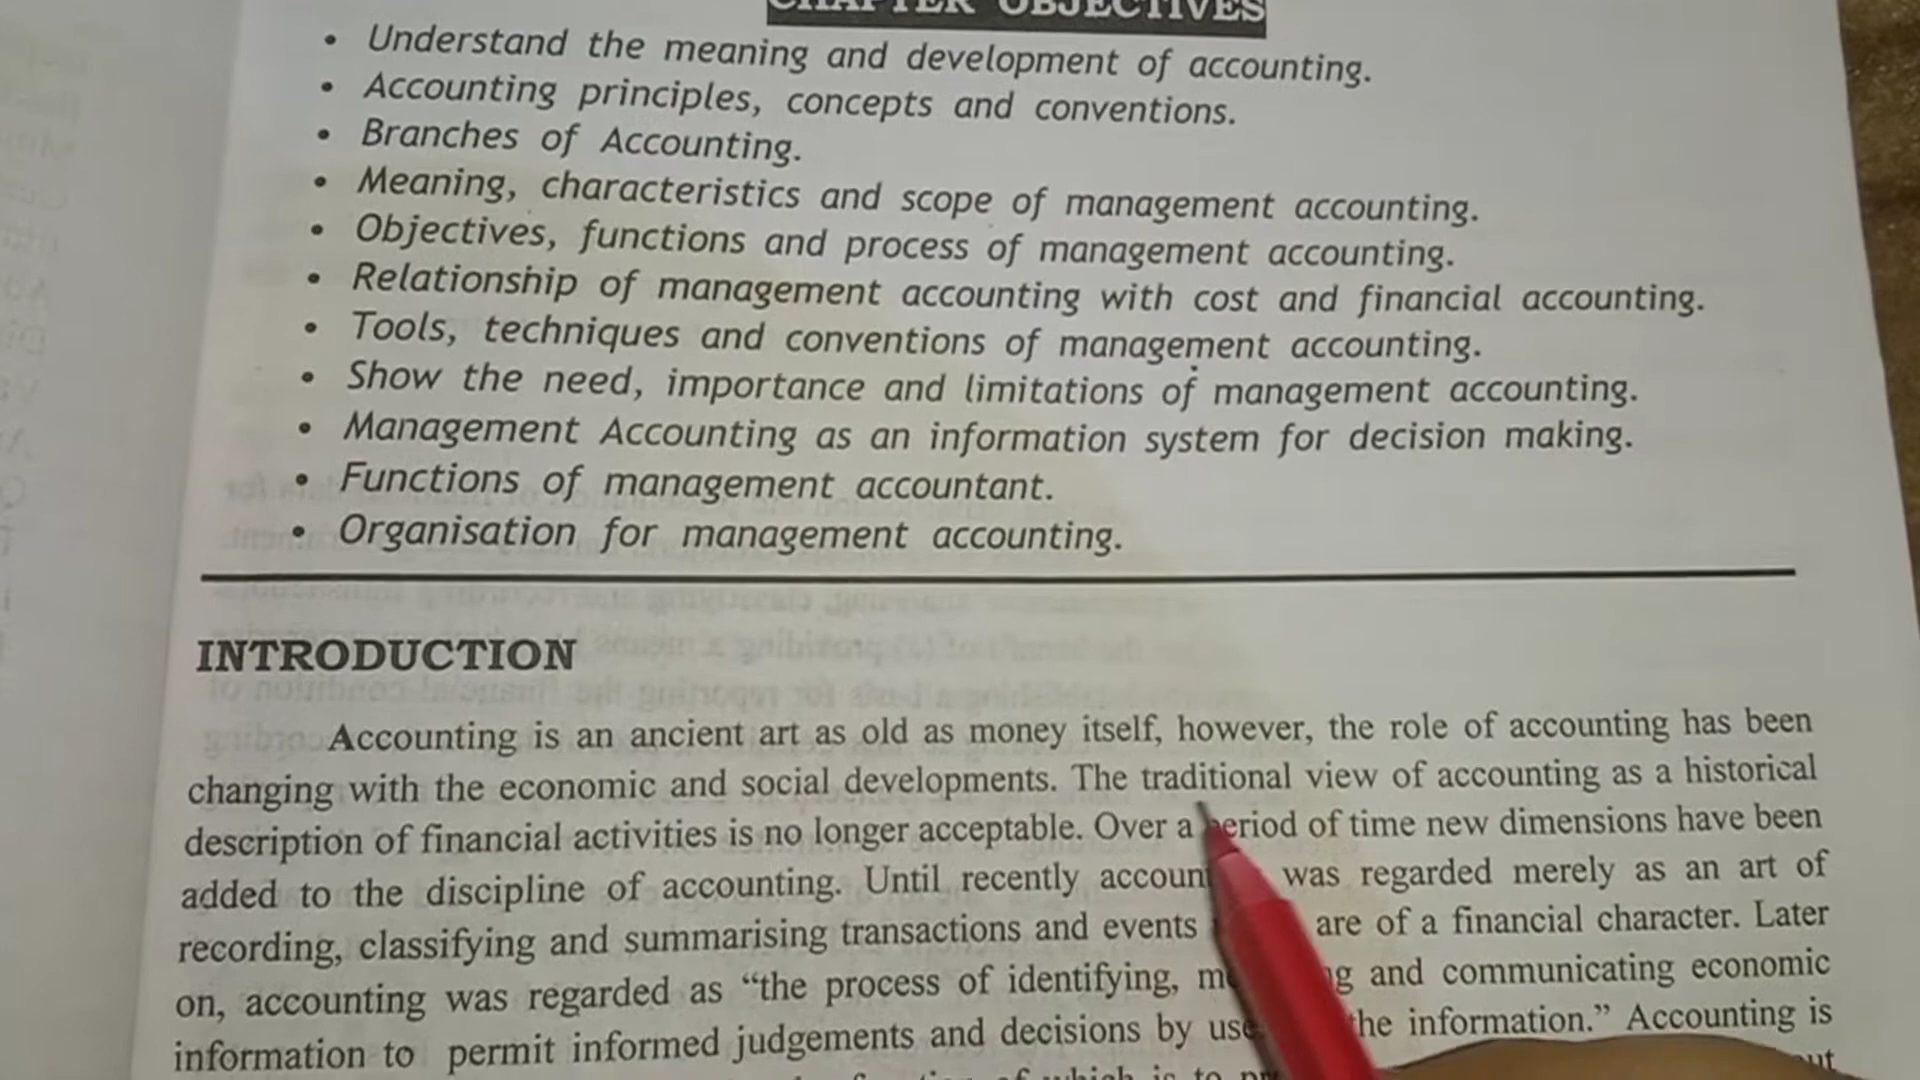 CHAPTER OBJECTIVES
• Understand the meaning and development of accounting.
• Accounting principles, concepts and conventions.
• Branches of Accounting.
• Meaning, characteristics and scope of management accounting.
• Objectives, functions and process of management accounting.
• Relationship of management accounting with cost and financial accounting.
• Tools, techniques and conventions of management accounting.
• Show the need, importance and limitations of management accounting.
• Management Accounting as an information system for decision making.
• Functions of management accountant.
• Organisation for management accounting.
INTRODUCTION
Accounting is an ancient art as old as money itself, however, the role of accounting has been
changing with the economic and social developments. The traditional view of accounting as a historical
description of financial activities is no longer acceptable. Over a period of time new dimensions have been
added to the discipline of accounting. Until recently account was regarded merely as an art of
recording, classifying and summarising transactions and events are of a financial character. Later
on, accounting was regarded as “the process of identifying, and communicating economic
information to permit informed judgements and decisions by the information.” Accounting is
of which is to